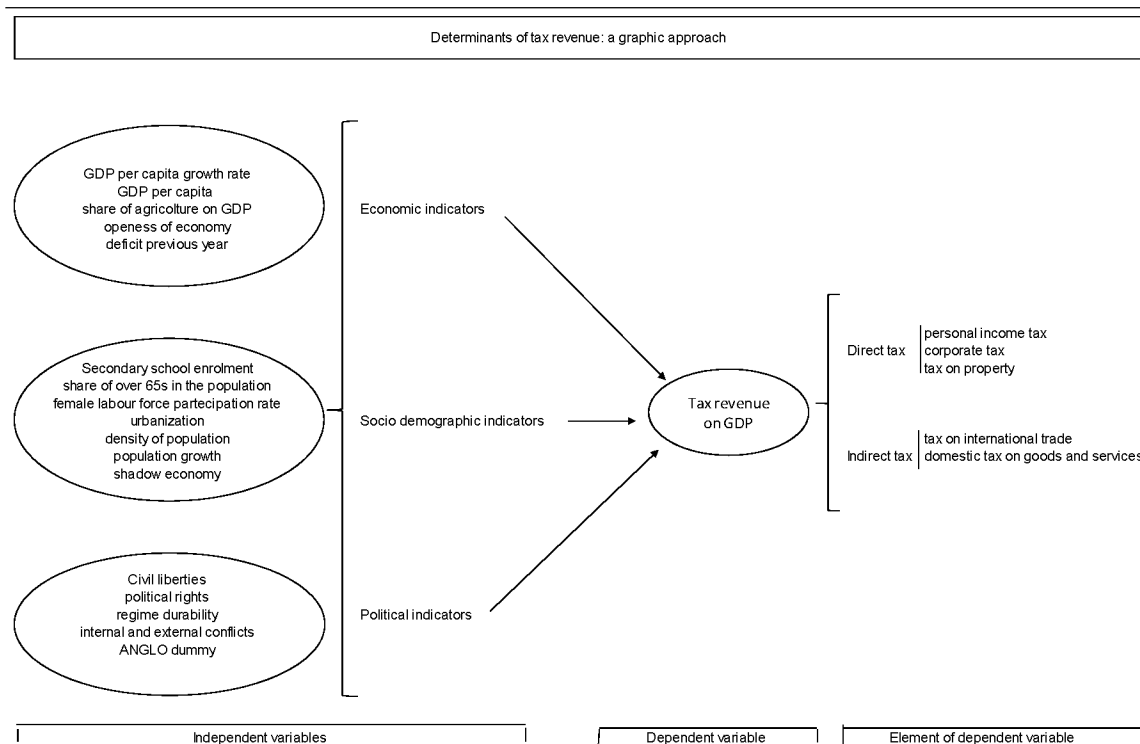 Determinants of tax revenue: a graphic approach
GDP per capita growth rate
GDP per capita
share of agricolture on GDP
openess of economy
deficit previous year
Economic indicators
Secondary school enrolment
share of over 65s in the population
female labour force partecipation rate
urbanization
density of population
population growth
shadow economy
Socio demographic indicators
Civil liberties
political rights
regime durability
internal and external conflicts
ANGLO dummy
Political indicators
Tax revenue
on GDP
Direct tax
personal income tax
corporate tax
tax on property
Indirect tax
tax on international trade
domestic tax on goods and services
Independent variables
Dependent variable
Element of dependent variable